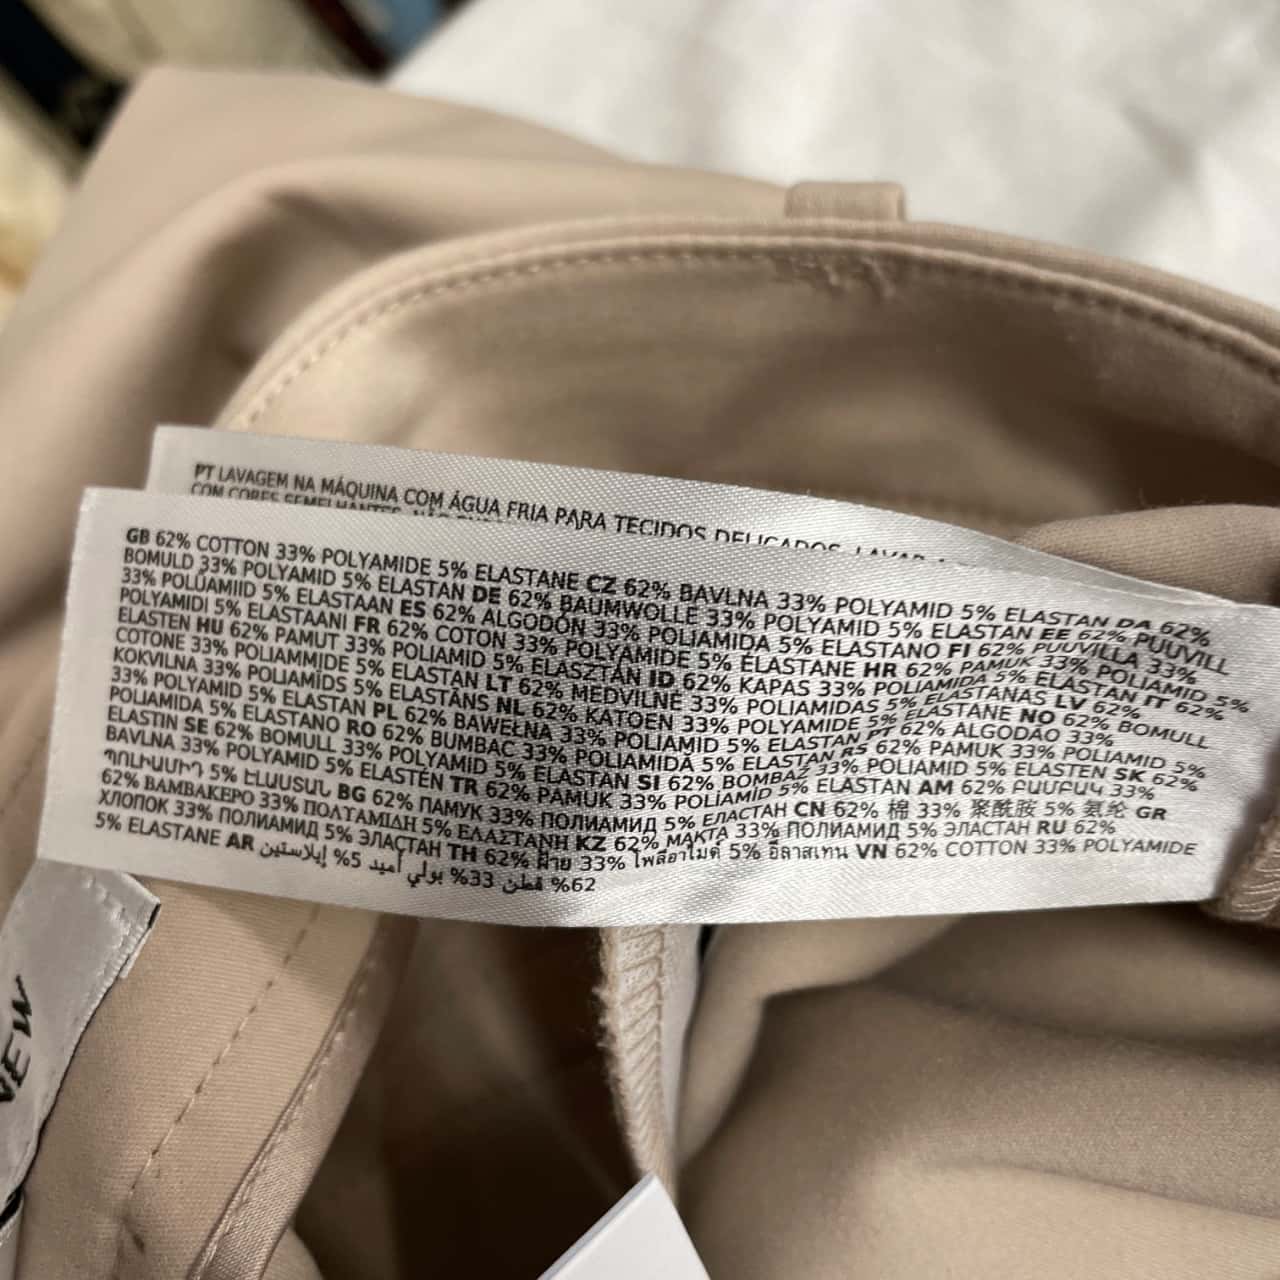 PT LAVAGEM NA MÁQUINA COM ÁGUA FRIA PARA TECIDOS DELICADOS. LAVAR
COM CORES SEMELHANTES.
GB 62% COTTON 33% POLYAMIDE 5% ELASTANE CZ 62% BAVLNA 33% POLYAMID 5% ELASTAN DA 62%
BOMULD 33% POLYAMID 5% ELASTAN DE 62% BAUMWOLLE 33% POLYAMID 5% ELASTAN EE 62% PUUVILL
33% POLÜAMIID 5% ELASTAAN ES 62% ALGODÓN 33% POLIAMIDA 5% ELASTANO FI 62% PUUVILLA 33%
POLYAMIDI 5% ELASTAANI FR 62% COTON 33% POLYAMIDE 5% ÉLASTHANNE HR 62% PAMUK 33% POLIAMID 5%
ELASTEN HU 62% PAMUT 33% POLIAMID 5% ELASZTÁN ID 62% KAPAS 33% POLIAMIDA 5% ELASTAN IT 62%
COTONE 33% POLIAMMIDE 5% ELASTAN LT 62% MEDVILNĖ 33% POLIAMIDAS 5% ELASTANAS LV 62%
KOKVILNA 33% POLIAMĪDS 5% ELASTĀNS NL 62% KATOEN 33% POLYAMIDE 5% ELASTANE NO 62% BOMULL
33% POLYAMID 5% ELASTAN PL 62% BAWEŁNA 33% POLIAMID 5% ELASTAN PT 62% ALGODÃO 33%
POLIAMIDA 5% ELASTANO RO 62% BUMBAC 33% POLIAMIDĂ 5% ELASTAN RS 62% PAMUK 33% POLIAMID 5%
ELASTIN SE 62% BOMULL 33% POLYAMID 5% ELASTAN SI 62% BOMBAŽ 33% POLIAMID 5% ELASTEN SK 62%
BAVLNA 33% POLYAMID 5% ELASTÉN TR 62% PAMUK 33% POLİAMİD 5% ELASTAN AM 62% ԲԱՄԲԱԿ 33%
ՊՈԼԻԱՄԻԴ 5% ԷԼԱՍՏԱՆ BG 62% ПАМУК 33% ПОЛИАМИД 5% ЕЛАСТАН CN 62% 棉 33% 聚酰胺 5% 氨纶 GR
62% ΒΑΜΒΑΚΕΡΟ 33% ΠΟΛΥΑΜΙΔΗ 5% ΕΛΑΣΤΑΝΗ KZ 62% МАҚТА 33% ПОЛИАМИД 5% ЭЛАСТАН RU 62%
ХЛОПОК 33% ПОЛИАМИД 5% ЭЛАСТАН TH 62% ฝ้าย 33% โพลีอาไมด์ 5% อีลาสเทน VN 62% COTTON 33% POLYAMIDE
5% ELASTANE AR 62% قطن 33% بولي أميد 5% إيلاستين